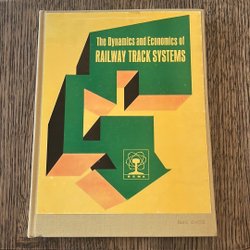 The Dynamics and Economics of
RAILWAY TRACK SYSTEMS